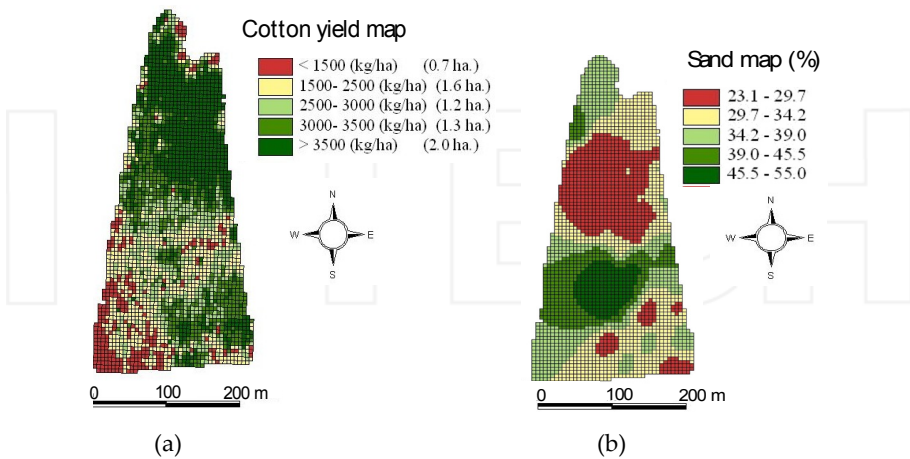 Cotton yield map
< 1500 (kg/ha) (0.7 ha.)
1500- 2500 (kg/ha) (1.6 ha.)
2500- 3000 (kg/ha) (1.2 ha.)
3000- 3500 (kg/ha) (1.3 ha.)
> 3500 (kg/ha) (2.0 ha.)
N
W E
S
0 100 200 m
(a)
Sand map (%)
23.1 - 29.7
29.7 - 34.2
34.2 - 39.0
39.0 - 45.5
45.5 - 55.0
N
W E
S
0 100 200 m
(b)